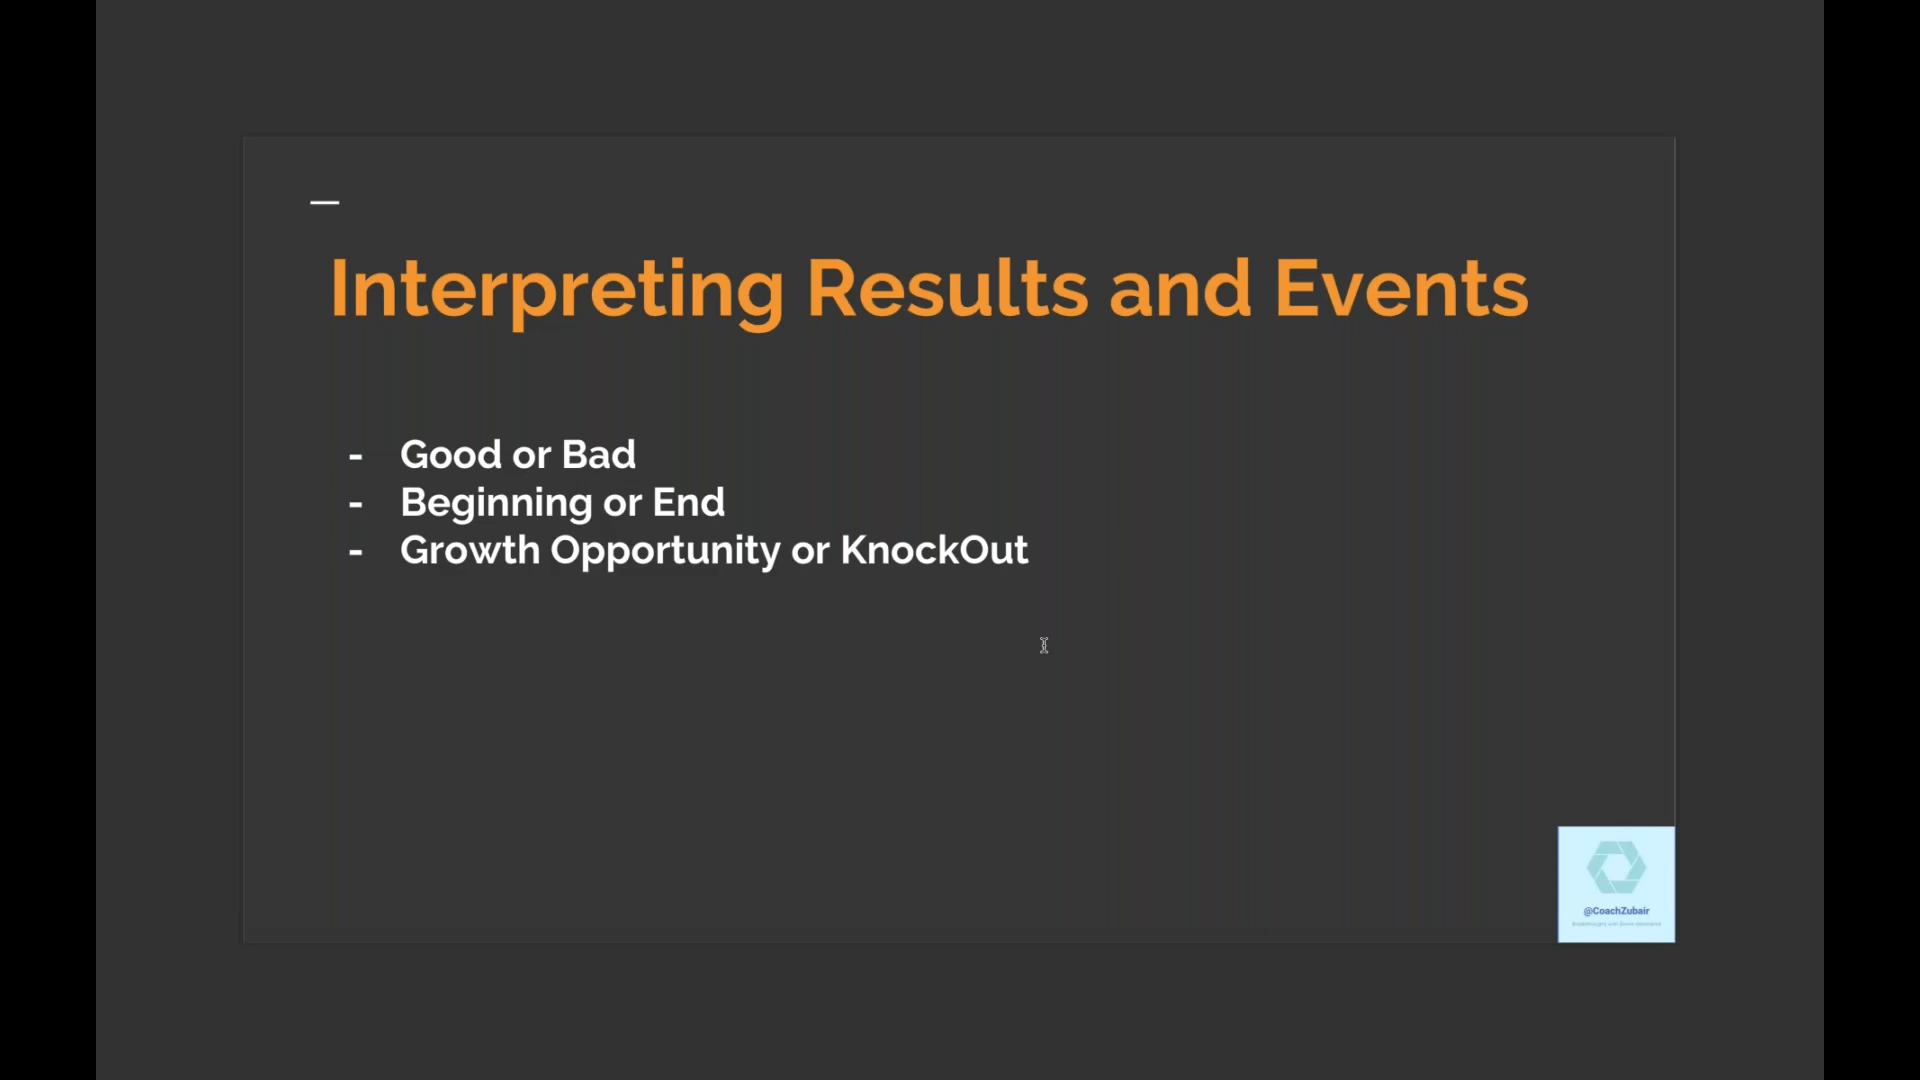 Interpreting Results and Events
- Good or Bad
- Beginning or End
- Growth Opportunity or KnockOut
@CoachZubair